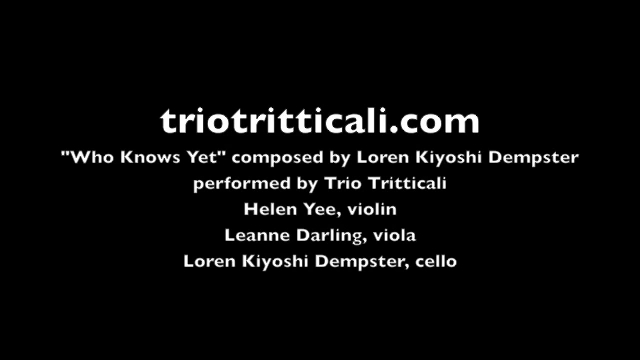 triotritticali.com
"Who Knows Yet" composed by Loren Kiyoshi Dempster
performed by Trio Tritticali
Helen Yee, violin
Leanne Darling, viola
Loren Kiyoshi Dempster, cello